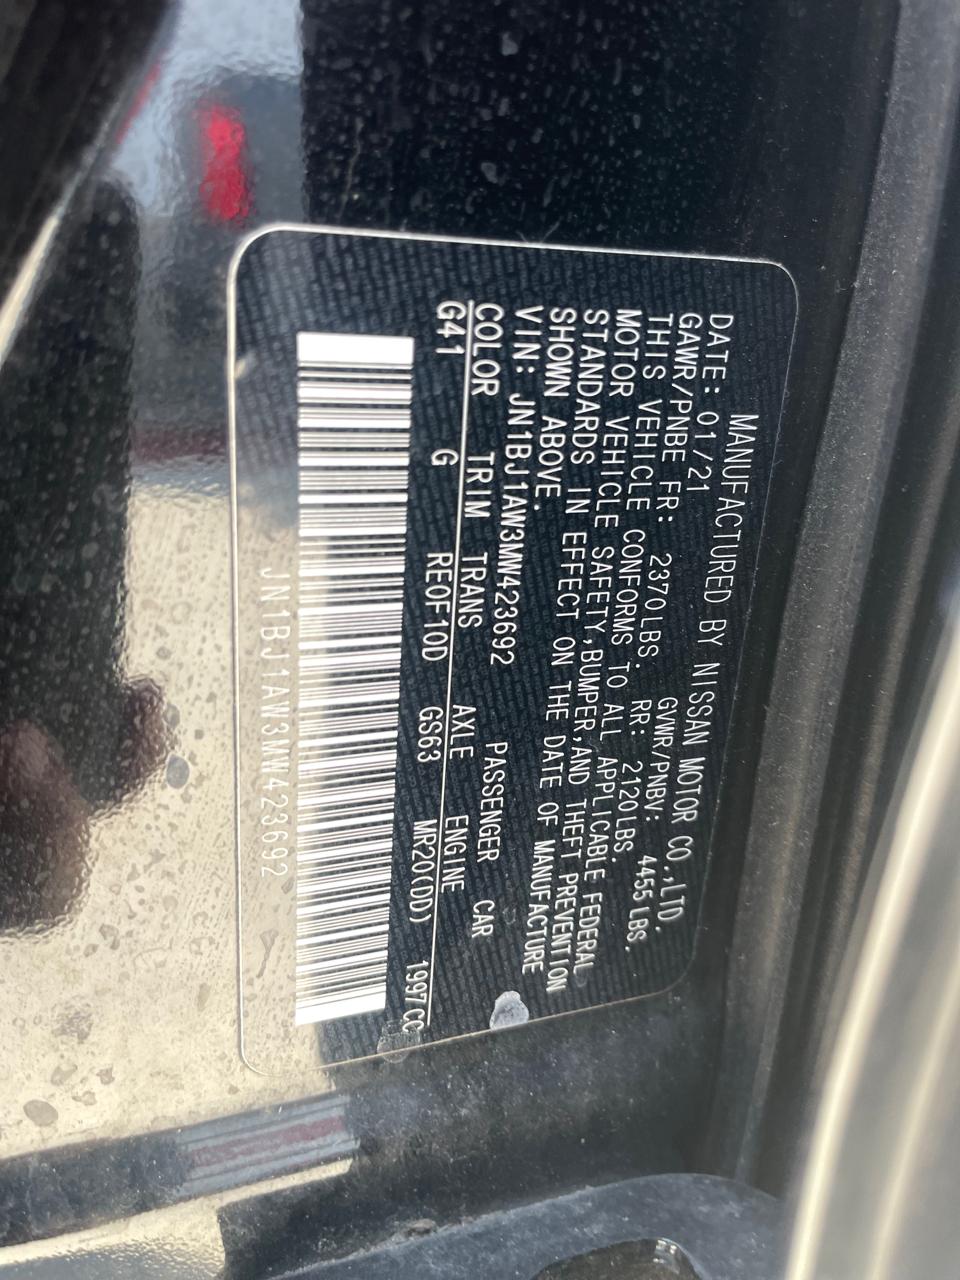 MANUFACTURED BY NISSAN MOTOR CO.,LTD.
DATE: 01/21 GVWR/PNBV: 4455 LBS.
GAWR/PNBE FR: 2370 LBS. RR: 2120 LBS.
THIS VEHICLE CONFORMS TO ALL APPLICABLE FEDERAL
MOTOR VEHICLE SAFETY,BUMPER,AND THEFT PREVENTION
STANDARDS IN EFFECT ON THE DATE OF MANUFACTURE
SHOWN ABOVE.
VIN: JN1BJ1AW3MW423692 PASSENGER CAR
COLOR TRIM TRANS AXLE ENGINE
G41 G RE0F10D GS63 MR20(DD) 1997CC
JN1BJ1AW3MW423692